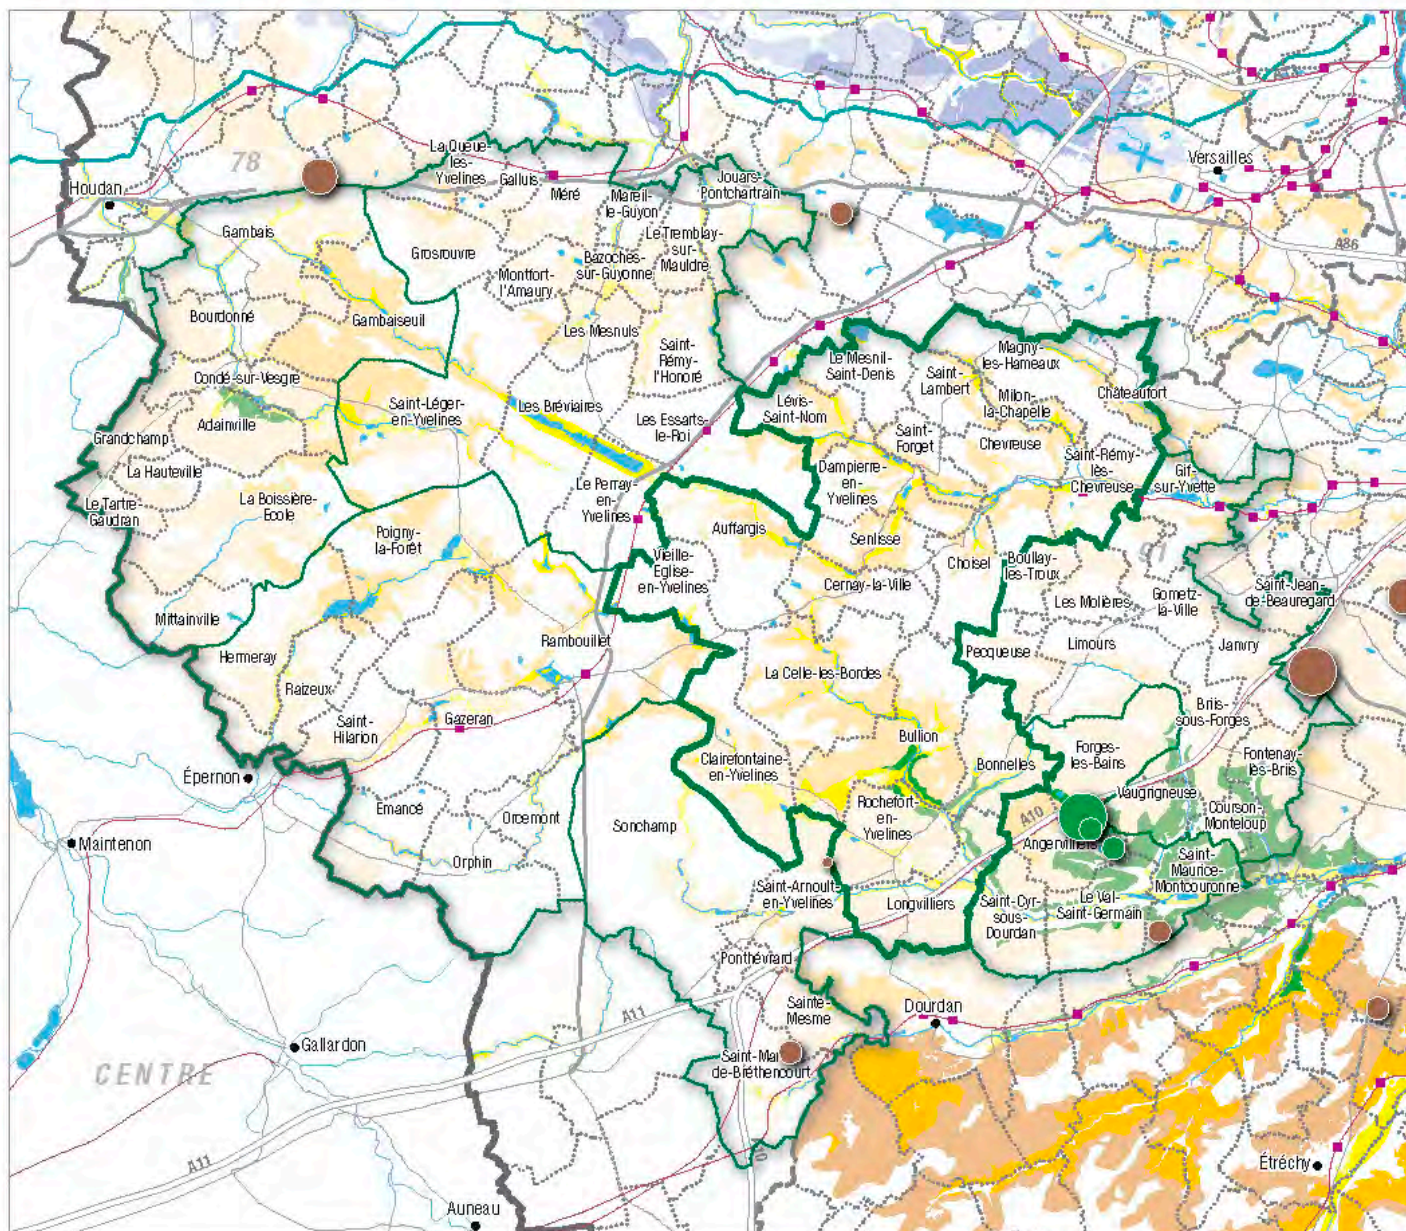 78
Versailles
Houdan
La Queue-
les-
Yvelines
Galluis
Méré
Mareil-
le-Guyon
Jouars-
Pontchartrain
A86
Gambais
Grosrouvre
Montfort-
l'Amaury
Bazoches-
sur-Guyonne
Le Tremblay-
sur-
Mauldre
Bourdonné
Gambaiseuil
Les Mesnuls
Saint-
Rémy-
l'Honoré
Le Mesnil-
Saint-Denis
Saint-
Lambert
Magny-
les-Hameaux
Milon-
la-Chapelle
Châteaufort
Condé-sur-Vesgre
Adainville
Saint-Léger-
en-Yvelines
Les Bréviaires
Les Essarts-
le-Roi
Lévis-
Saint-Nom
Saint-
Forget
Chevreuse
Grandchamp
La Hauteville
Le Tartre-
Gaudran
La Boissière-
Ecole
Le Perray-
en-
Yvelines
Dampierre-
en-
Yvelines
Saint-Rémy-
lès-
Chevreuse
Gif-
sur-Yvette
Poigny-
la-Forêt
Auffargis
Senlisse
Choisel
Vieille-
Eglise-
en-Yvelines
Cernay-la-Ville
Boullay-
les-Troux
91
Les Molières
Gometz-
la-Ville
Saint-Jean-
de-Beauregard
Mittainville
Hermeray
Rambouillet
Pecqueuse
Limours
Janvry
Raizeux
La Celle-les-Bordes
Saint-
Hilarion
Gazeran
Briis-
sous-Forges
Bullion
Clairefontaine-
en-Yvelines
Bonnelles
Forges-
les-Bains
Fontenay-
lès-Briis
Épernon
Emancé
Orcemont
Sonchamp
Rochefort-
en-
Yvelines
A10
Vaugrigneuse
Courson-
Monteloup
Maintenon
Orphin
Angervilliers
Saint-
Maurice-
Montcouronne
Saint-Arnoult-
en-Yvelines
Longvilliers
Saint-Cyr-
sous-
Dourdan
Le Val-
Saint-Germain
Ponthévrard
Sainte-
Mesme
Dourdan
A11
Gallardon
CENTRE
Saint-Mar
de-Bréthencourt
A11
10
Étréchy
Auneau